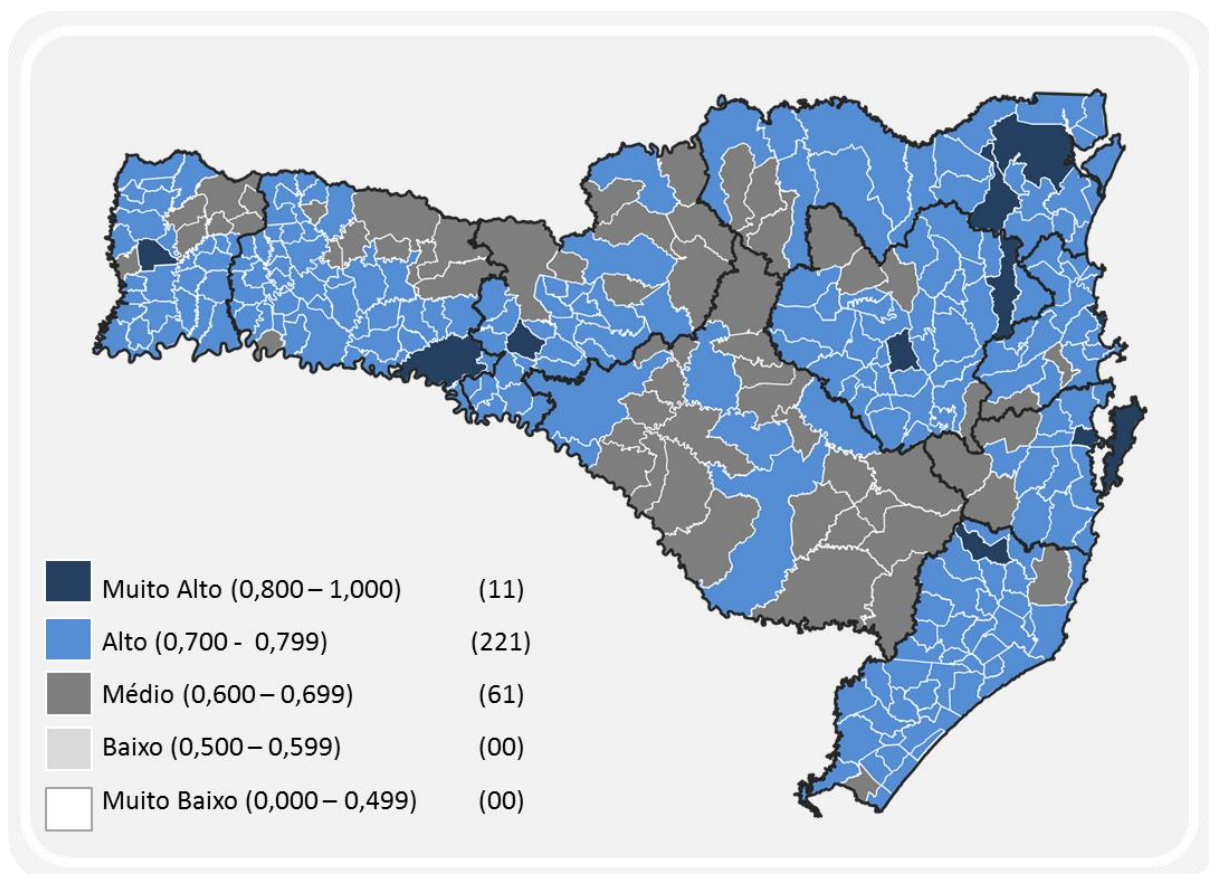 Muito Alto (0,800 – 1,000) (11)
Alto (0,700 - 0,799) (221)
Médio (0,600 – 0,699) (61)
Baixo (0,500 – 0,599) (00)
Muito Baixo (0,000 – 0,499) (00)